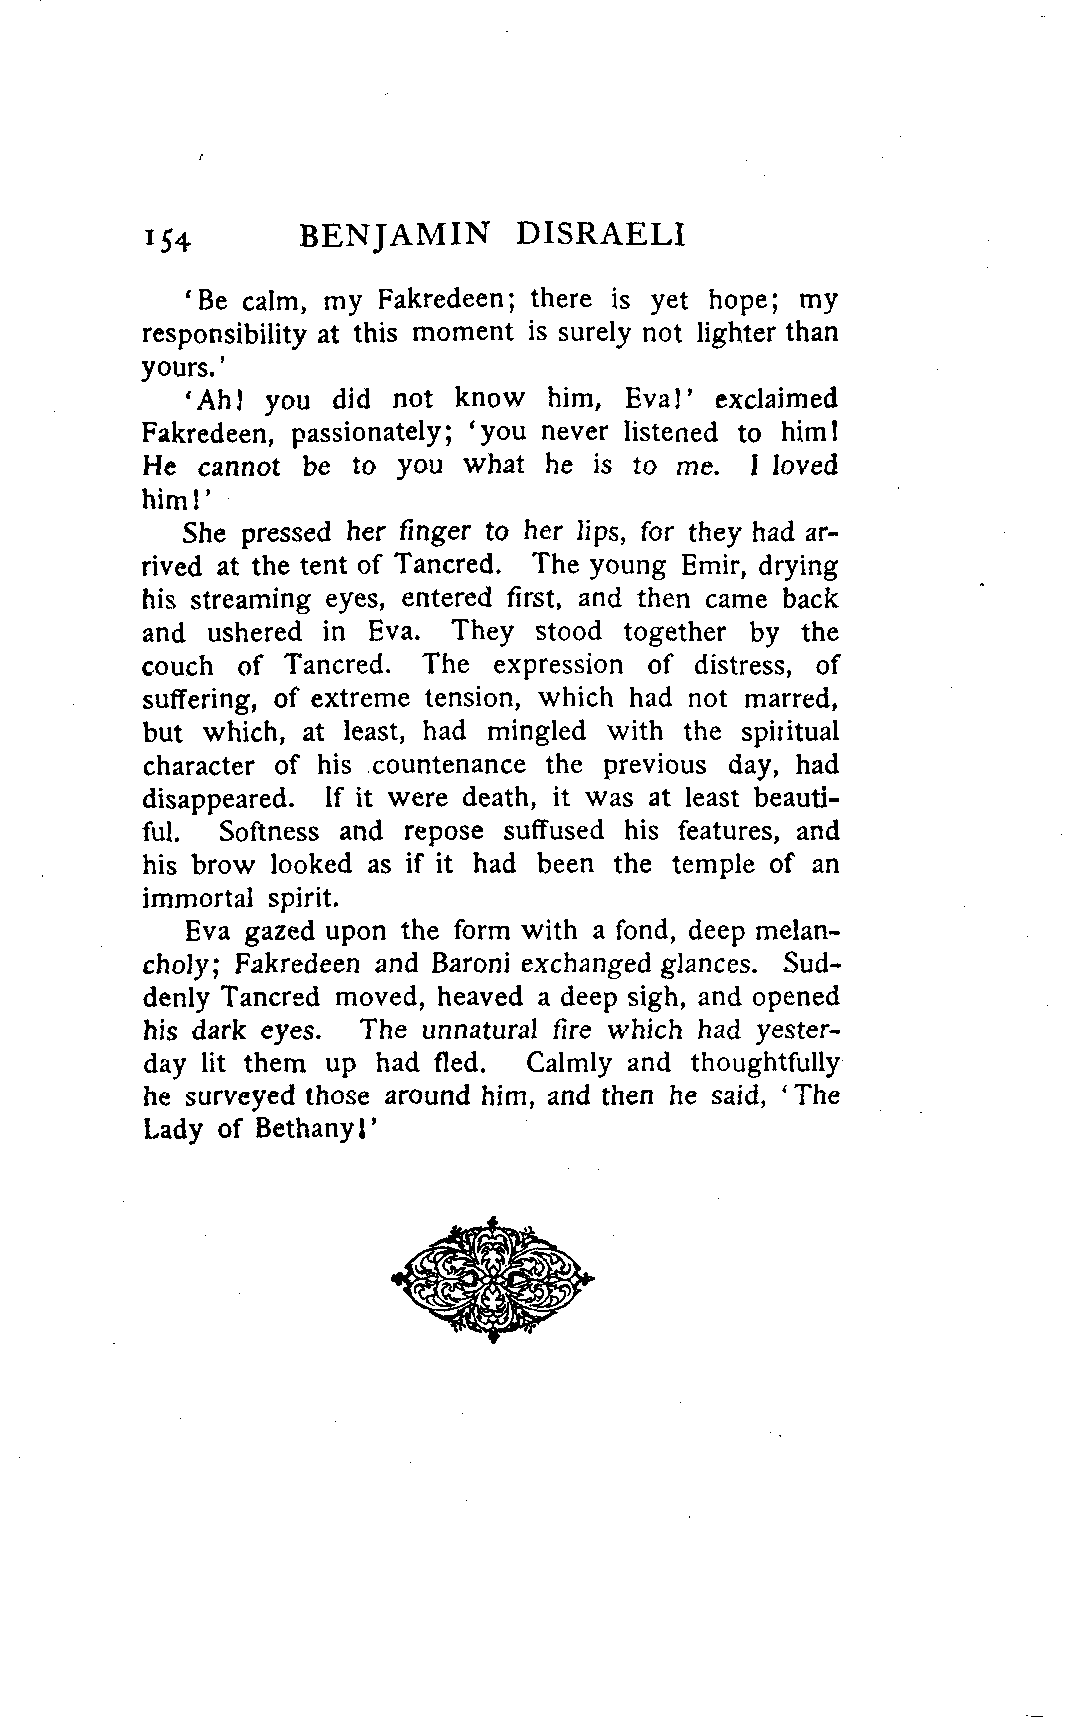 154 BENJAMIN DISRAELI
'Be calm, my Fakredeen; there is yet hope; my
responsibility at this moment is surely not lighter than
yours.'
'Ah! you did not know him, Eva!' exclaimed
Fakredeen, passionately; 'you never listened to him!
He cannot be to you what he is to me. I loved
him!'
She pressed her finger to her lips, for they had ar-
rived at the tent of Tancred. The young Emir, drying
his streaming eyes, entered first, and then came back
and ushered in Eva. They stood together by the
couch of Tancred. The expression of distress, of
suffering, of extreme tension, which had not marred,
but which, at least, had mingled with the spiritual
character of his countenance the previous day, had
disappeared. If it were death, it was at least beauti-
ful. Softness and repose suffused his features, and
his brow looked as if it had been the temple of an
immortal spirit.
Eva gazed upon the form with a fond, deep melan-
choly; Fakredeen and Baroni exchanged glances. Sud-
denly Tancred moved, heaved a deep sigh, and opened
his dark eyes. The unnatural fire which had yester-
day lit them up had fled. Calmly and thoughtfully
he surveyed those around him, and then he said, 'The
Lady of Bethany!'